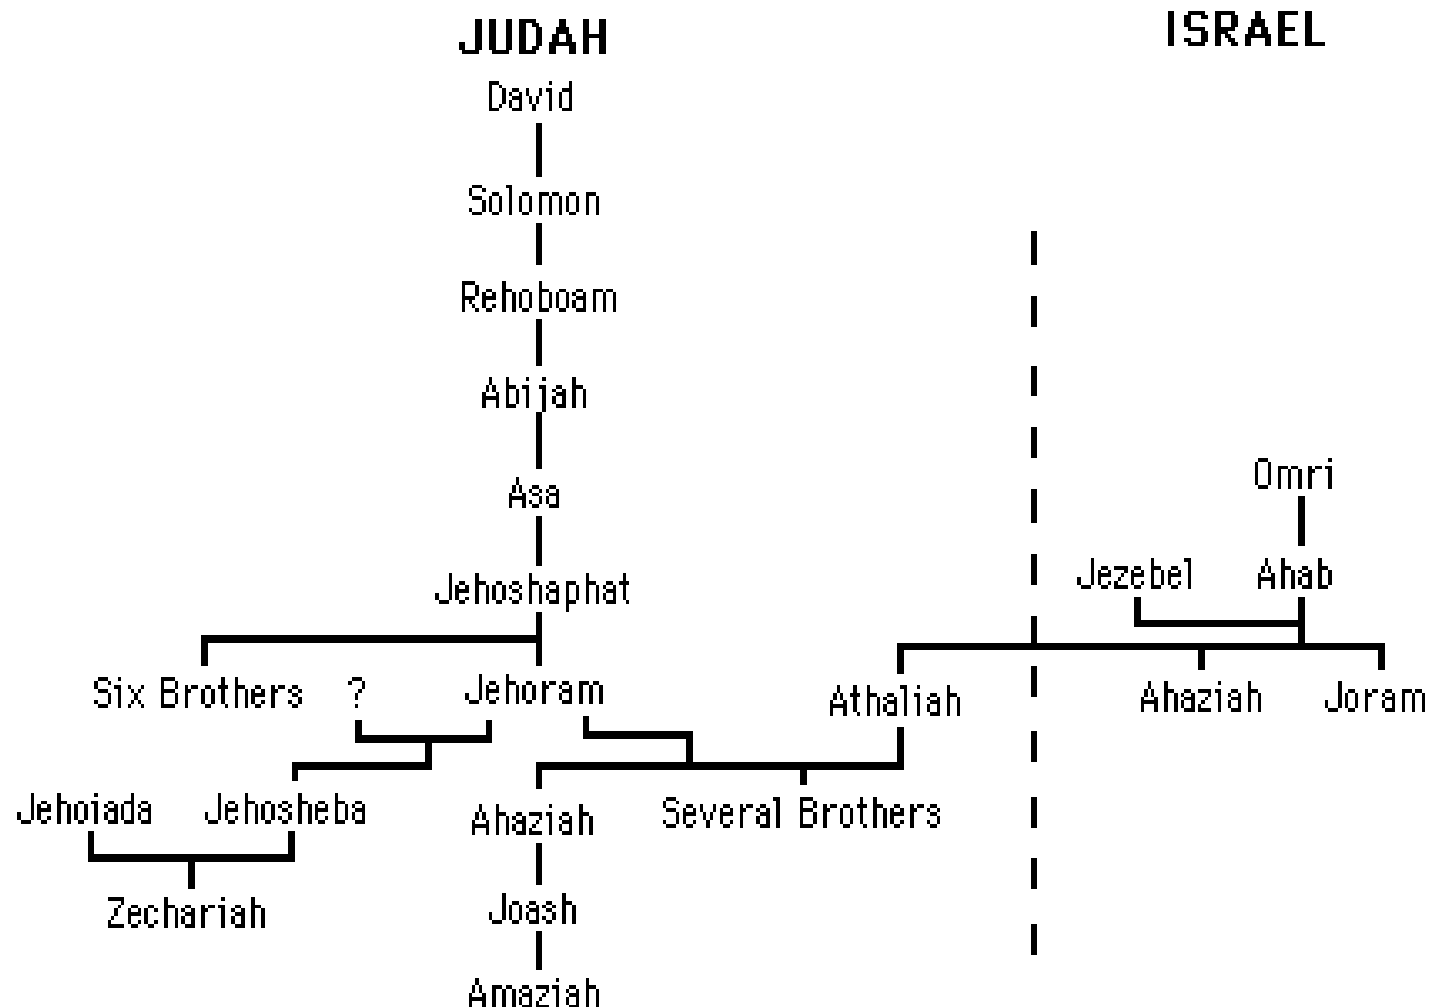 JUDAH
ISRAEL
David
Solomon
Rehoboam
Abijah
Asa
Omri
Jehoshaphat
Jezebel Ahab
Six Brothers ? Jehoram Athaliah Ahaziah Joram
Jehoiada Jehosheba Ahaziah Several Brothers
Zechariah Joash
Amaziah